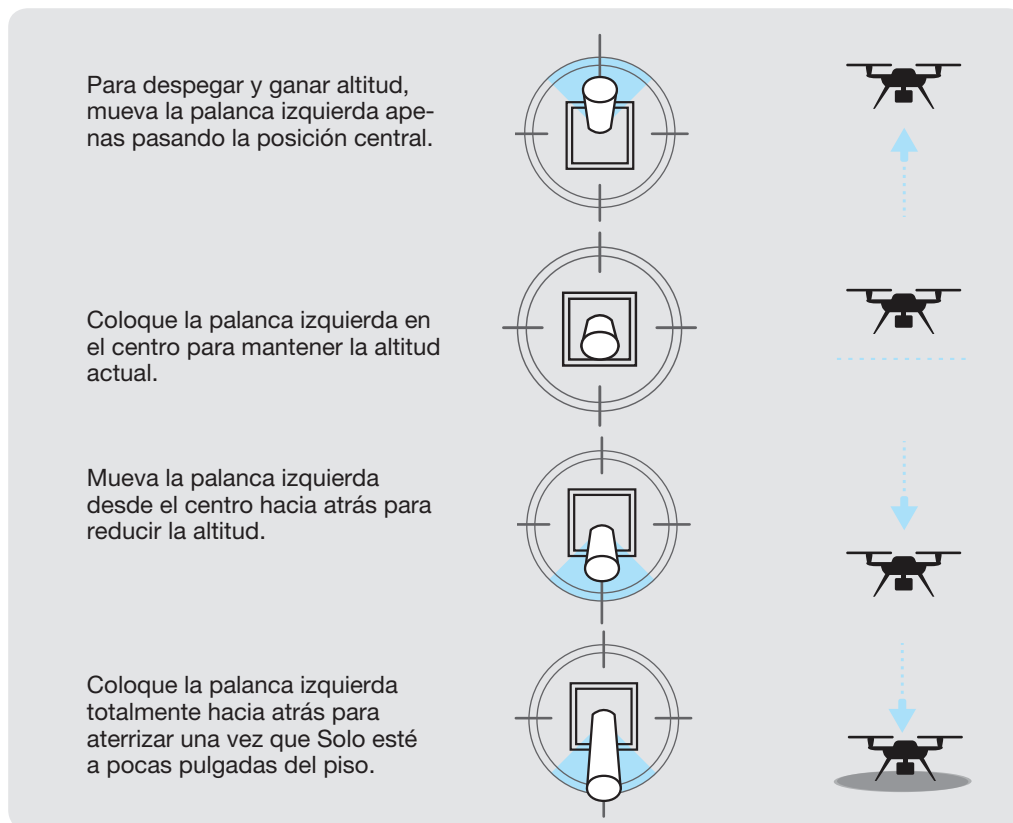 Para despegar y ganar altitud,
mueva la palanca izquierda ape-
nas pasando la posición central.
Coloque la palanca izquierda en
el centro para mantener la altitud
actual.
Mueva la palanca izquierda
desde el centro hacia atrás para
reducir la altitud.
Coloque la palanca izquierda
totalmente hacia atrás para
aterrizar una vez que Solo esté
a pocas pulgadas del piso.